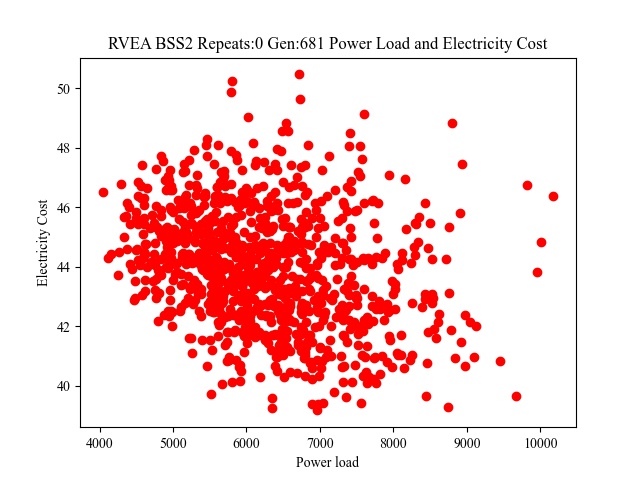 RVEA BSS2 Repeats:0 Gen:681 Power Load and Electricity Cost
50
48
46
44
42
40
Electricity Cost
4000 5000 6000 7000 8000 9000 10000
Power load